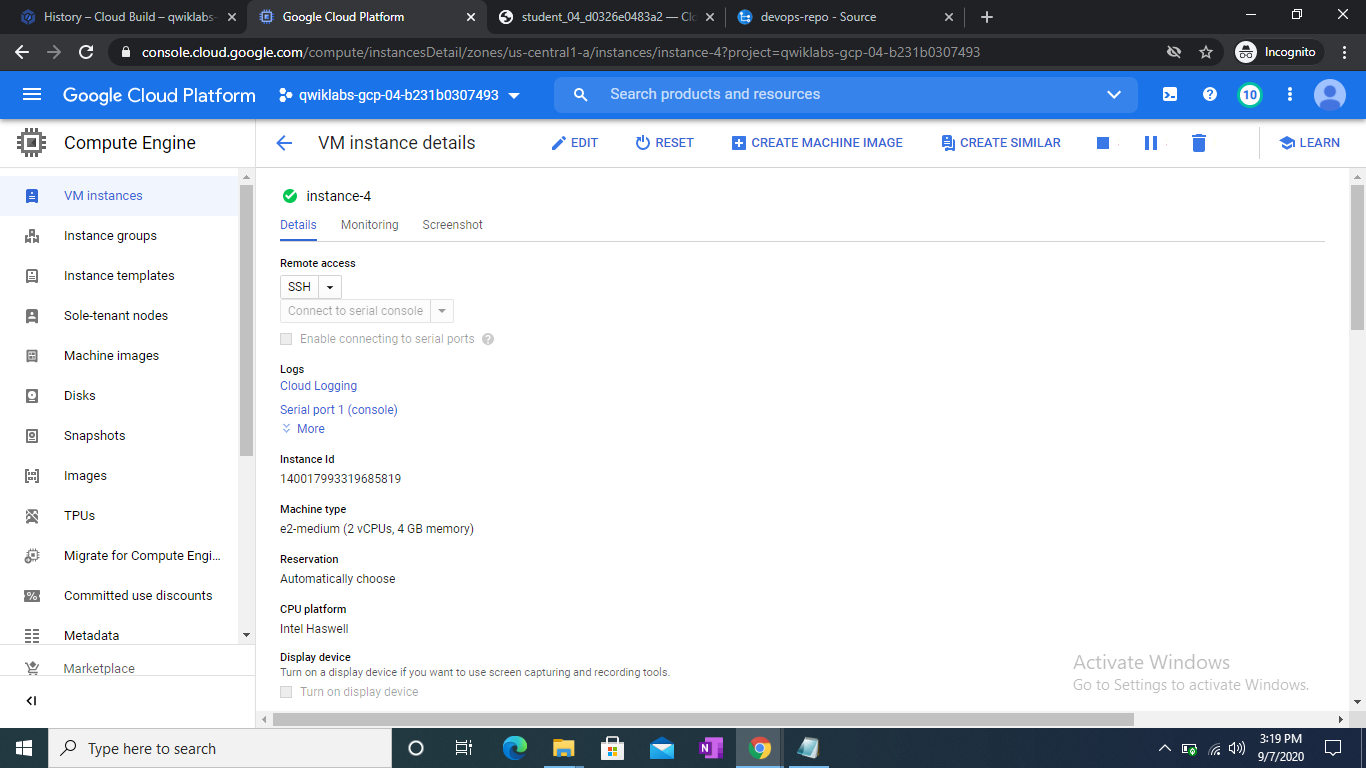 History – Cloud Build – qwiklabs-
Google Cloud Platform
student_04_d0326e0483a2 — Clo
devops-repo - Source
console.cloud.google.com/compute/instancesDetail/zones/us-central1-a/instances/instance-4?project=qwiklabs-gcp-04-b231b0307493
Incognito
Google Cloud Platform
qwiklabs-gcp-04-b231b0307493
Search products and resources
10
Compute Engine
VM instance details
EDIT
RESET
CREATE MACHINE IMAGE
CREATE SIMILAR
LEARN
VM instances
Instance groups
Instance templates
Sole-tenant nodes
Machine images
Disks
Snapshots
Images
TPUs
Migrate for Compute Engi...
Committed use discounts
Metadata
Marketplace
instance-4
Details
Monitoring
Screenshot
Remote access
SSH
Connect to serial console
Enable connecting to serial ports
Logs
Cloud Logging
Serial port 1 (console)
More
Instance Id
140017993319685819
Machine type
e2-medium (2 vCPUs, 4 GB memory)
Reservation
Automatically choose
CPU platform
Intel Haswell
Display device
Turn on a display device if you want to use screen capturing and recording tools.
Turn on display device
Activate Windows
Go to Settings to activate Windows.
Type here to search
3:19 PM
9/7/2020